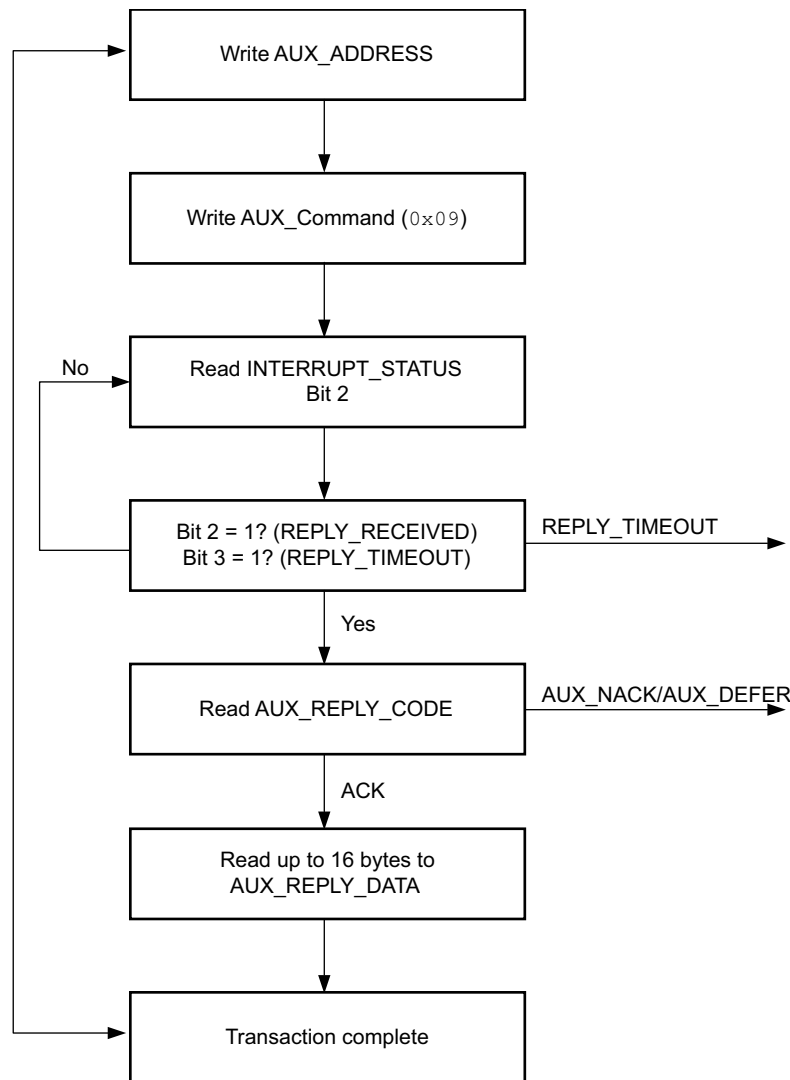 Write AUX_ADDRESS
Write AUX_Command (0x09)
No
Read INTERRUPT_STATUS
Bit 2
Bit 2 = 1? (REPLY_RECEIVED)
Bit 3 = 1? (REPLY_TIMEOUT)
REPLY_TIMEOUT
Yes
Read AUX_REPLY_CODE
AUX_NACK/AUX_DEFER
ACK
Read up to 16 bytes to
AUX_REPLY_DATA
Transaction complete